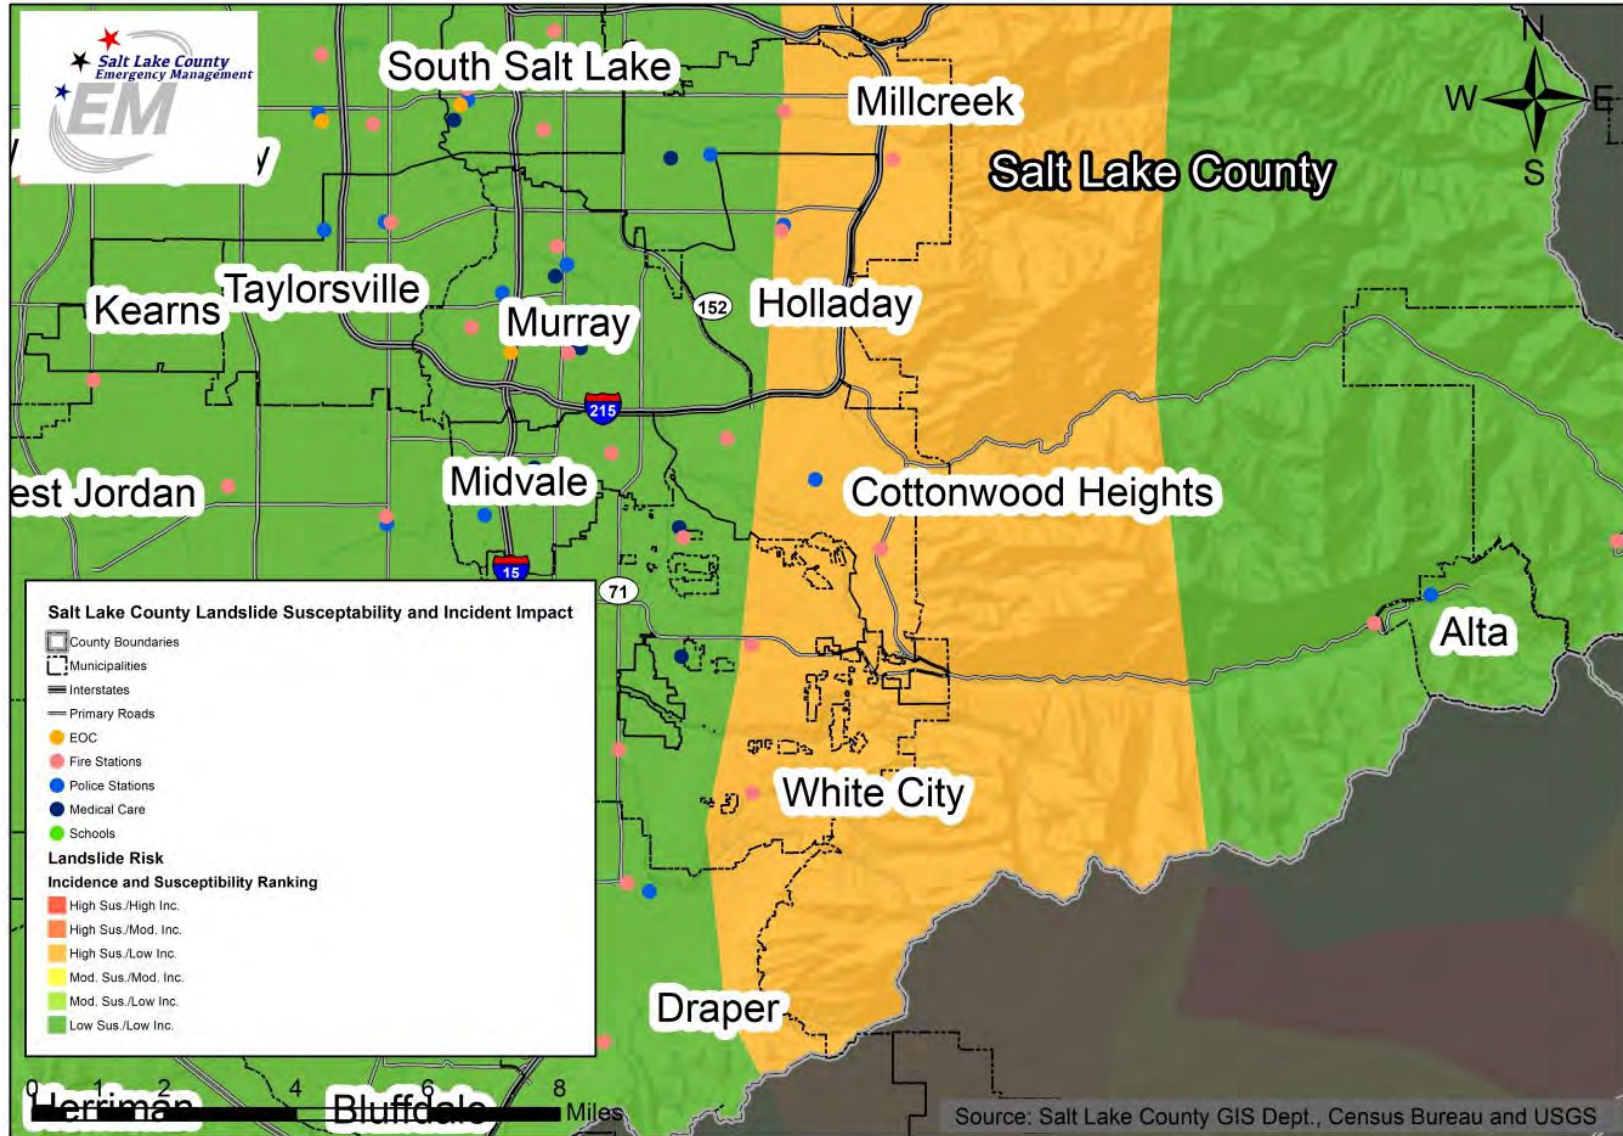 Salt Lake County
Emergency Management
EM
South Salt Lake
Millcreek
N
W
E
S
Salt Lake County
Kearns
Taylorsville
Murray
152
Holladay
215
est Jordan
Midvale
Cottonwood Heights
15
71
Alta
White City
Draper
Salt Lake County Landslide Susceptability and Incident Impact
County Boundaries
Municipalities
Interstates
Primary Roads
EOC
Fire Stations
Police Stations
Medical Care
Schools
Landslide Risk
Incidence and Susceptibility Ranking
High Sus./High Inc.
High Sus./Mod. Inc.
High Sus./Low Inc.
Mod. Sus./Mod. Inc.
Mod. Sus./Low Inc.
Low Sus./Low Inc.
0 1 2 4 6 8
Miles
Herriman
Bluffdale
Source: Salt Lake County GIS Dept., Census Bureau and USGS